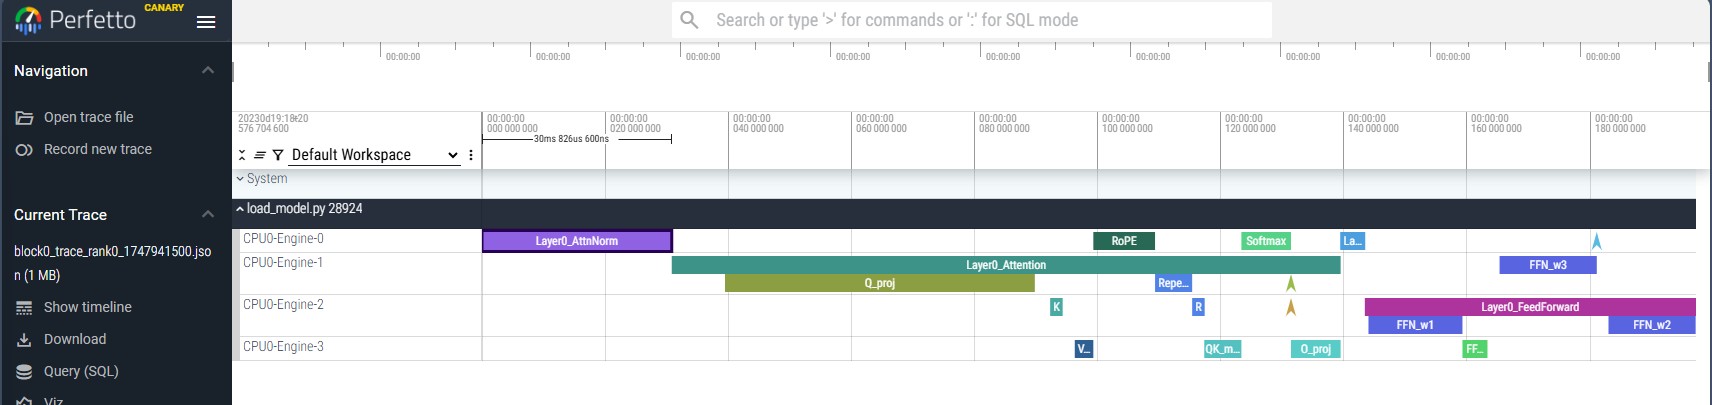 Perfetto
CANARY
Search or type '>' for commands or ':' for SQL mode
00:00:00 00:00:00 00:00:00 00:00:00 00:00:00 00:00:00 00:00:00 00:00:00 00:00:00
Navigation
Open trace file
Record new trace
Current Trace
block0_trace_rank0_1747941500.jso
n (1 MB)
Show timeline
Download
Query (SQL)
Viz
00:00:00 00:00:00 00:00:00 00:00:00 00:00:00 00:00:00 00:00:00 00:00:00 00:00:00 00:00:00
576 704 600 000 000 000 020 000 000 040 000 000 060 000 000 080 000 000 100 000 000 120 000 000 140 000 000 160 000 000 180 000 000
30ms 826us 600ns
Default Workspace
System
load_model.py 28924
CPU0-Engine-0 Layer0_AttnNorm RoPE Softmax La...
CPU0-Engine-1 Layer0_Attention FFN_w3
Q_proj Repe...
CPU0-Engine-2 K R Layer0_FeedForward
FFN_w1 FFN_w2
CPU0-Engine-3 V... QK_m... O_proj FF...